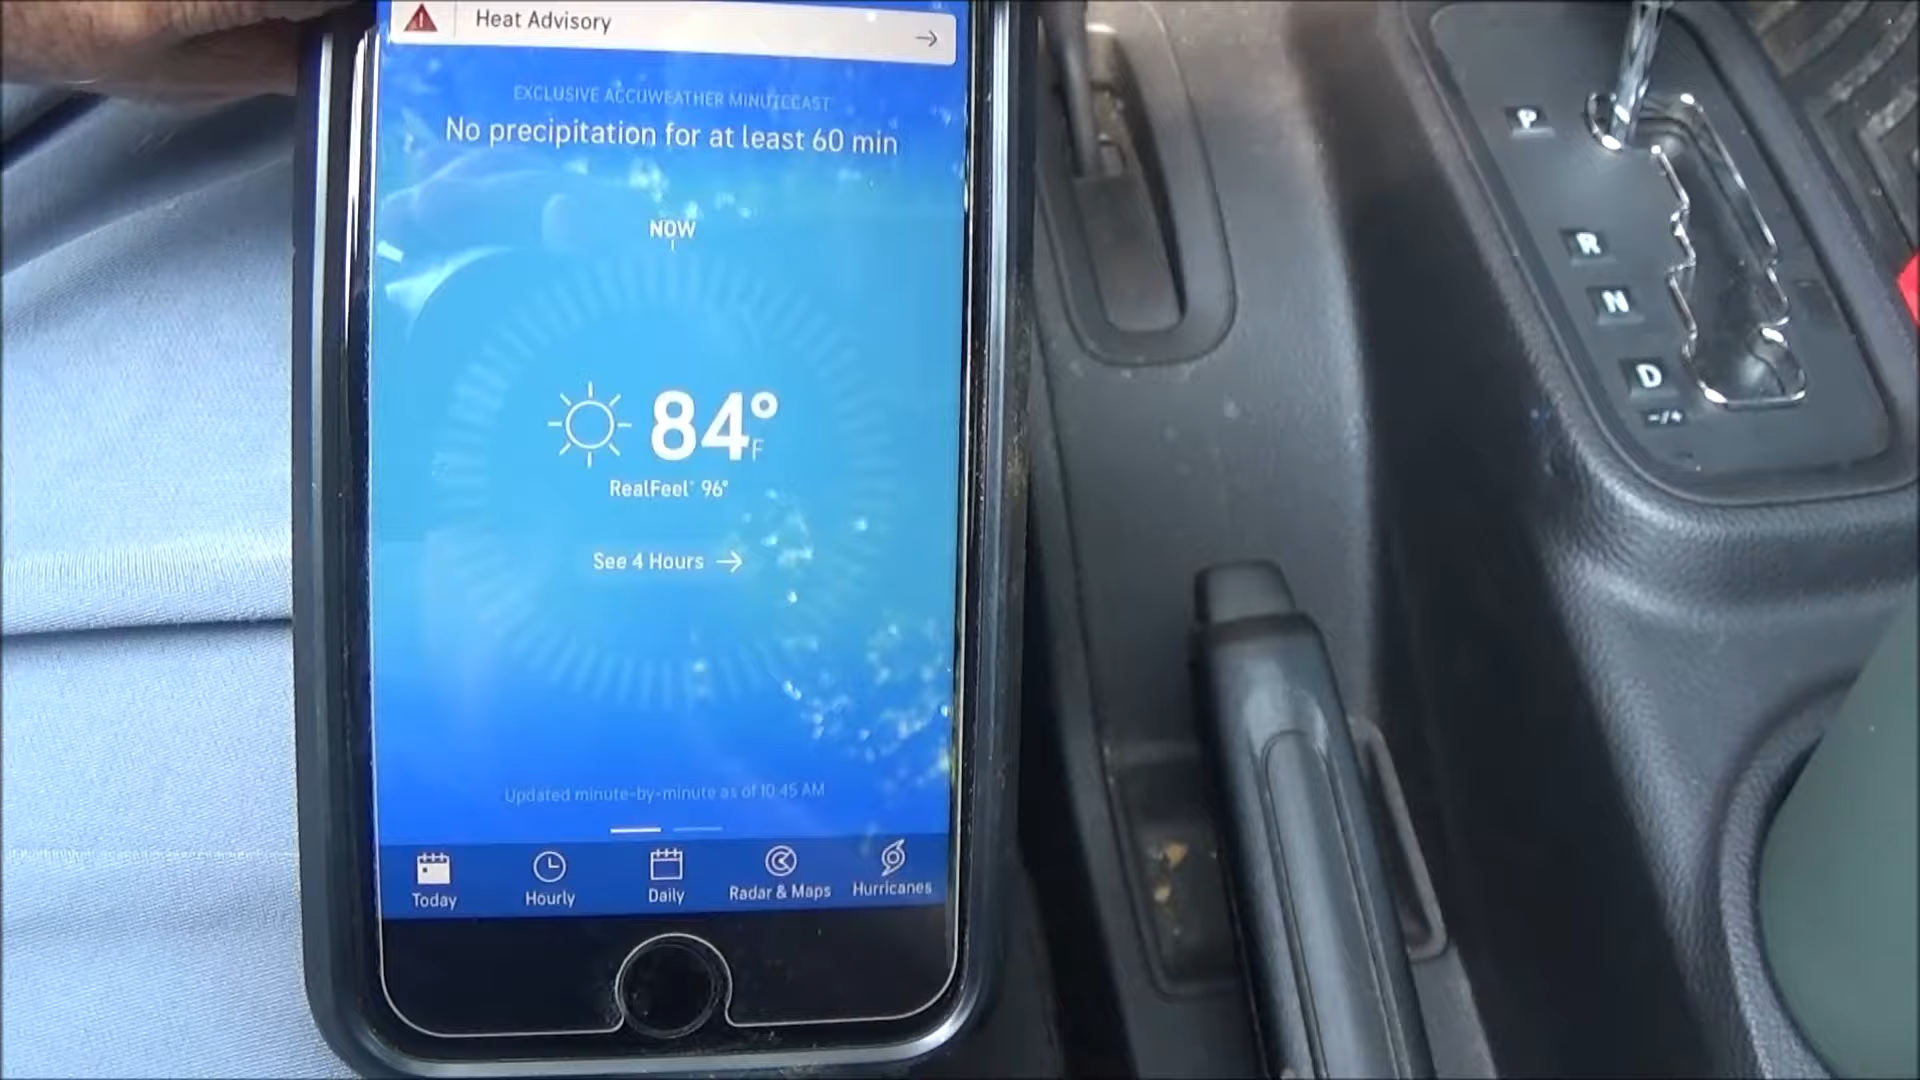 Heat Advisory
EXCLUSIVE ACCUWEATHER MINUTECAST
No precipitation for at least 60 min
NOW
84°
F
RealFeel® 96°
See 4 Hours
Updated minute-by-minute as of 10:45 AM
Today
Hourly
Daily
Radar & Maps
Hurricanes
P
R
N
D
-/+